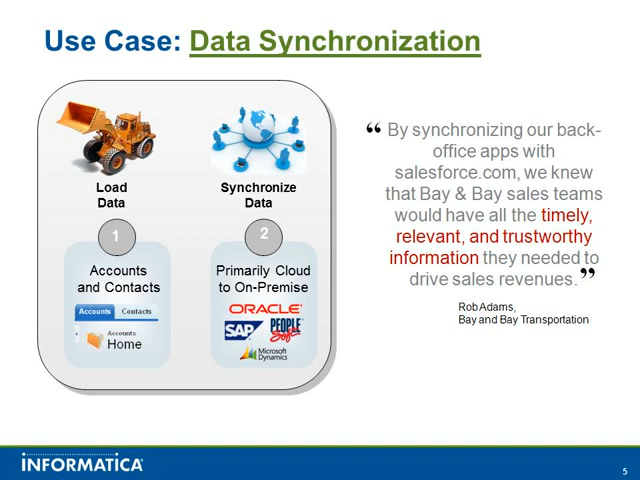 Use Case: Data Synchronization
Load
Data
Synchronize
Data
1
2
Accounts
and Contacts
Primarily Cloud
to On-Premise
Accounts Contacts
Accounts
Home
ORACLE
SAP
PEOPLE
Soft
Microsoft
Dynamics
“ By synchronizing our back-
office apps with
salesforce.com, we knew
that Bay & Bay sales teams
would have all the timely,
relevant, and trustworthy
information they needed to
drive sales revenues.”
Rob Adams,
Bay and Bay Transportation
INFORMATICA
5